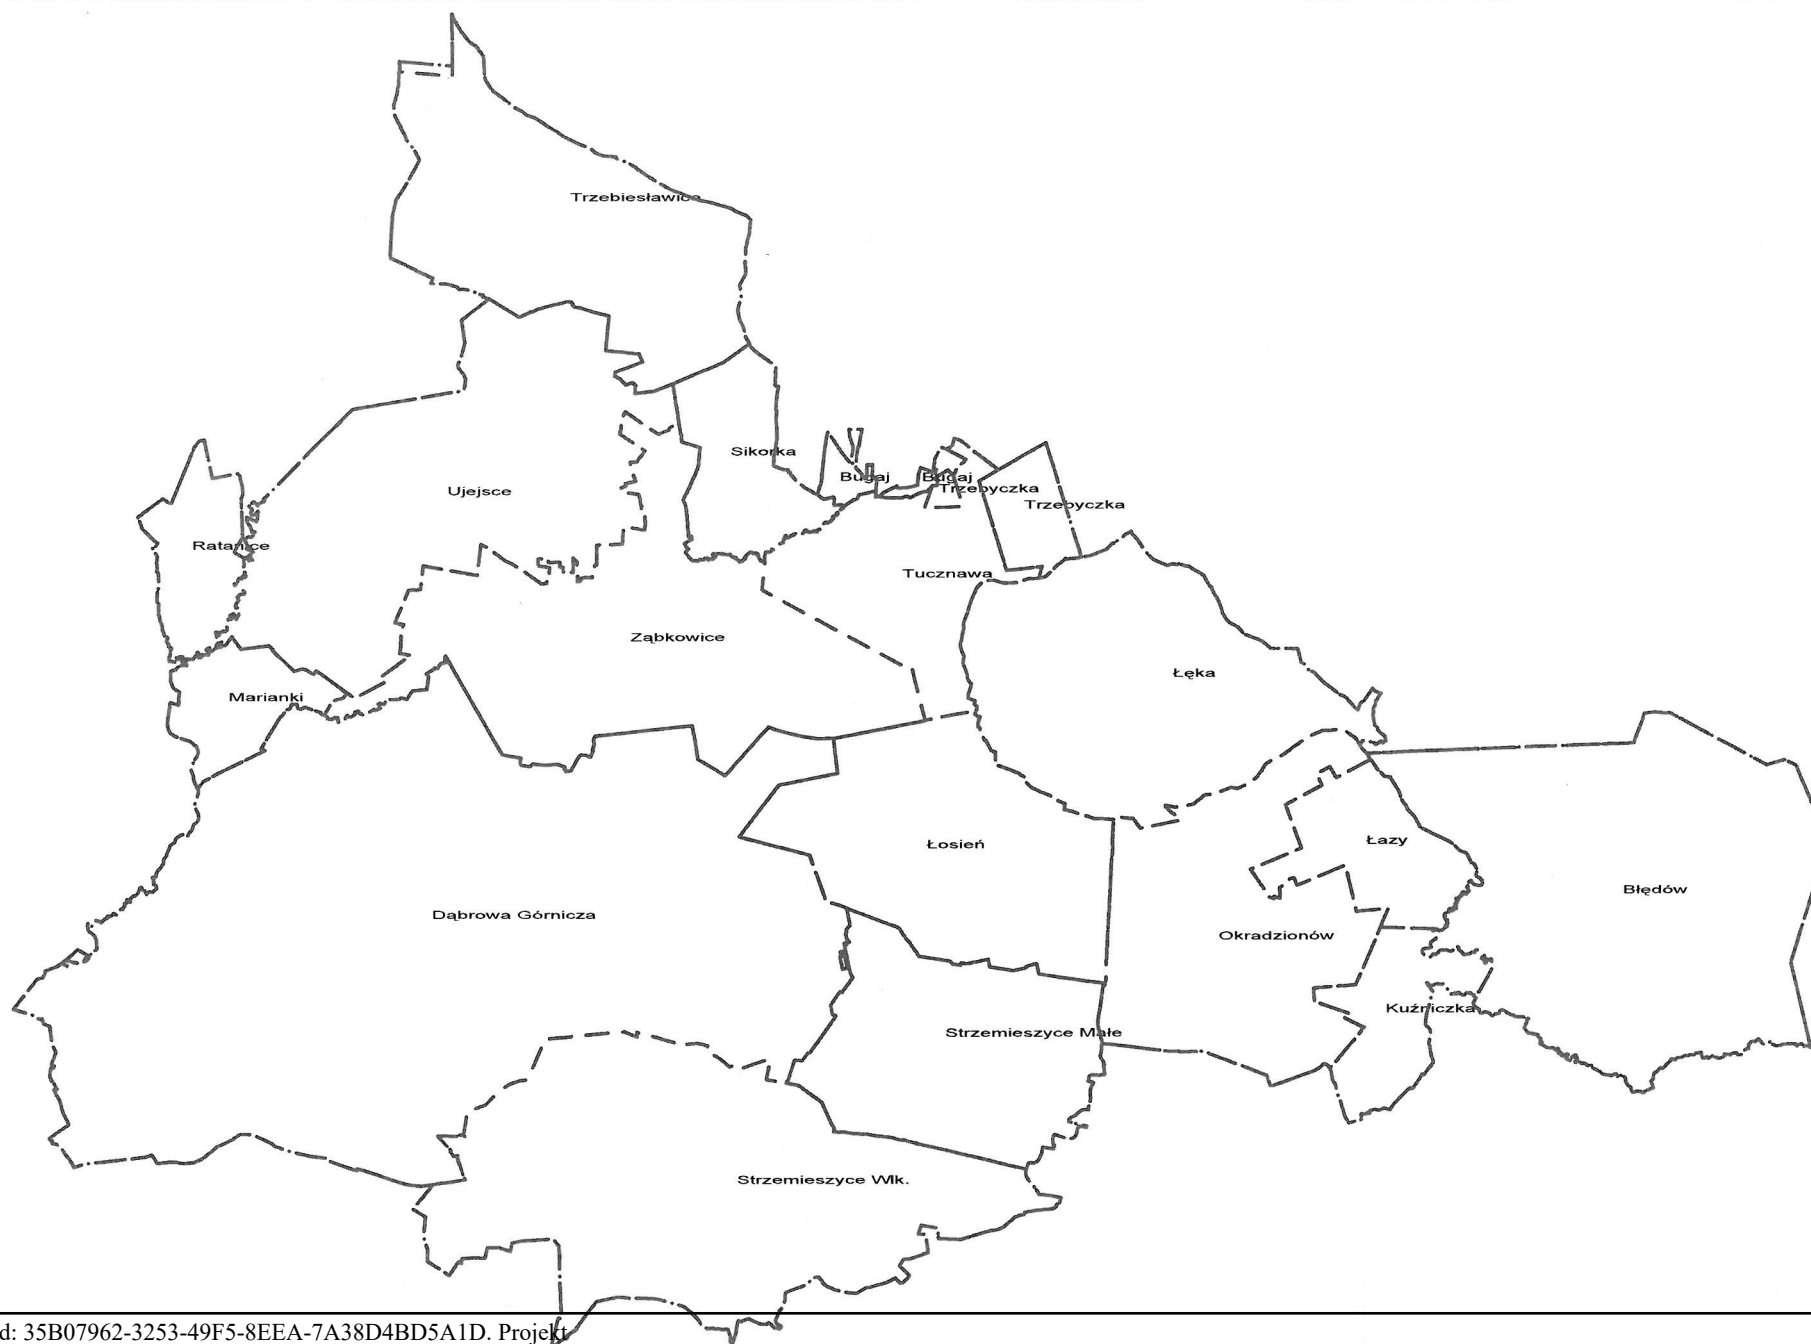 Trzebiesławice
Sikorka
Bugaj
Bugaj
Trzebyczka
Trzebyczka
Ujejsce
Ratanice
Tucznawa
Ząbkowice
Łęka
Marianki
Łosień
Łazy
Błędów
Dąbrowa Górnicza
Okradzionów
Kuźniczka
Strzemieszyce Małe
Strzemieszyce Wlk.
d: 35B07962-3253-49F5-8EEA-7A38D4BD5A1D. Projekt